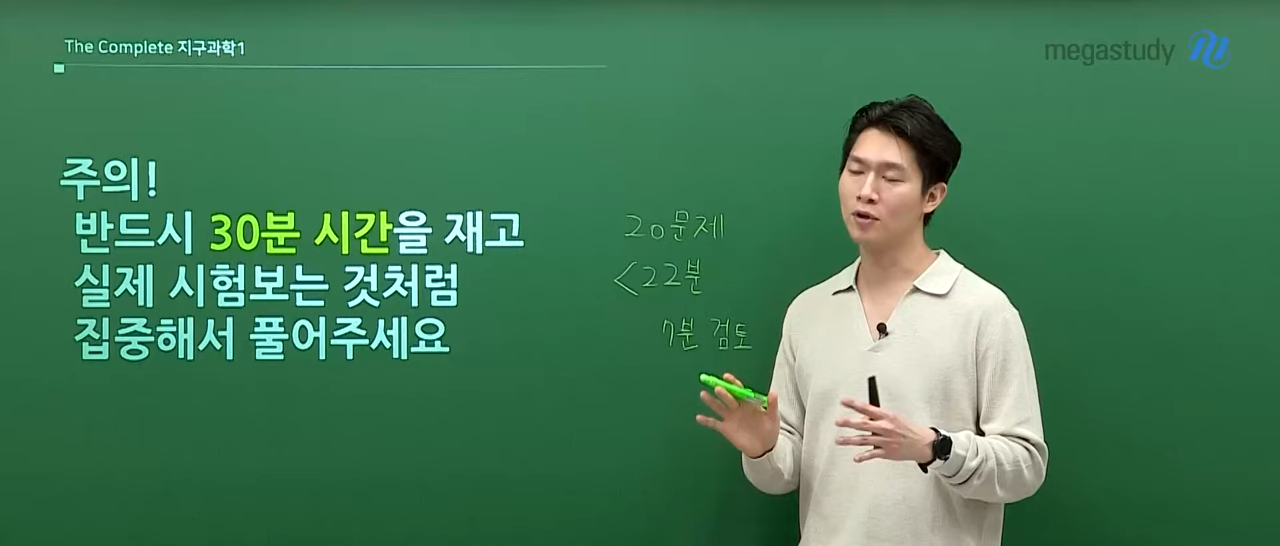 The Complete 지구과학1
megastudy
주의!
반드시 30분 시간을 재고
실제 시험보는 것처럼
집중해서 풀어주세요
20문제
<22분
7분 검토